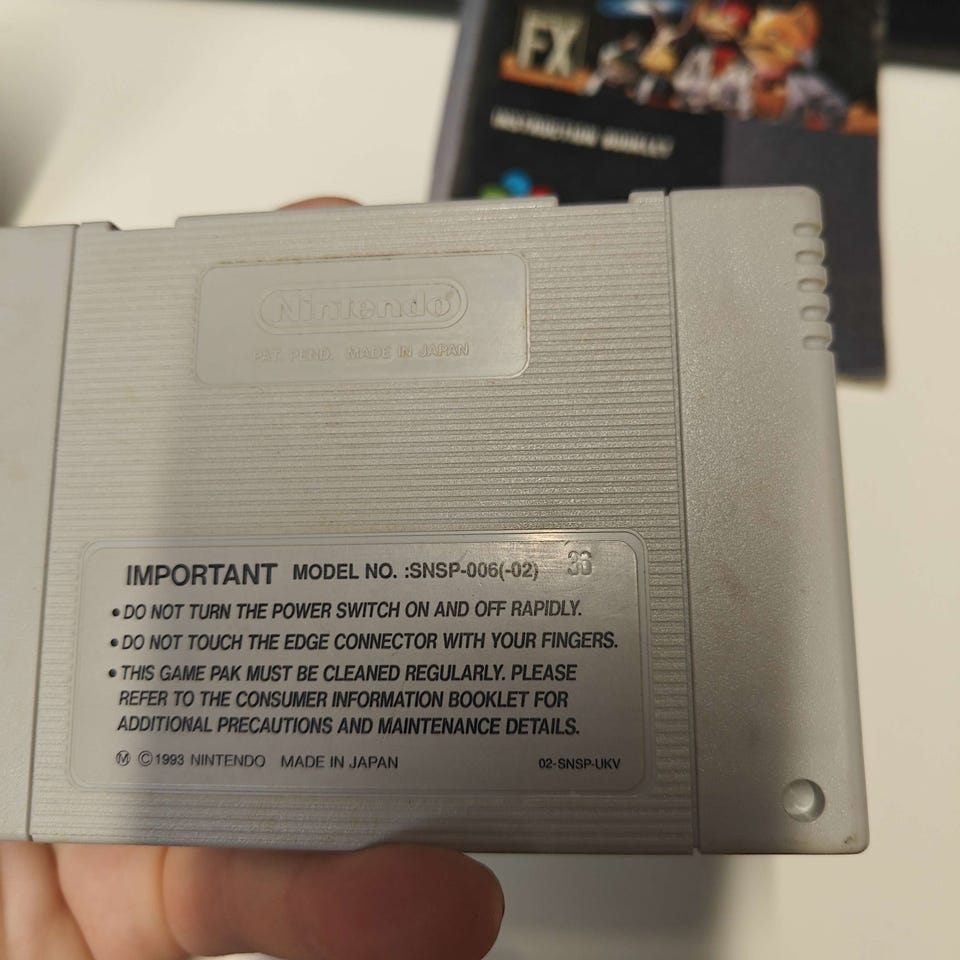 FX
INSTRUCTION BOOKLET
Nintendo®
PAT. PEND. MADE IN JAPAN
IMPORTANT MODEL NO. :SNSP-006(-02) 33
• DO NOT TURN THE POWER SWITCH ON AND OFF RAPIDLY.
• DO NOT TOUCH THE EDGE CONNECTOR WITH YOUR FINGERS.
• THIS GAME PAK MUST BE CLEANED REGULARLY. PLEASE
REFER TO THE CONSUMER INFORMATION BOOKLET FOR
ADDITIONAL PRECAUTIONS AND MAINTENANCE DETAILS.
Ⓜ ©1993 NINTENDO MADE IN JAPAN 02-SNSP-UKV